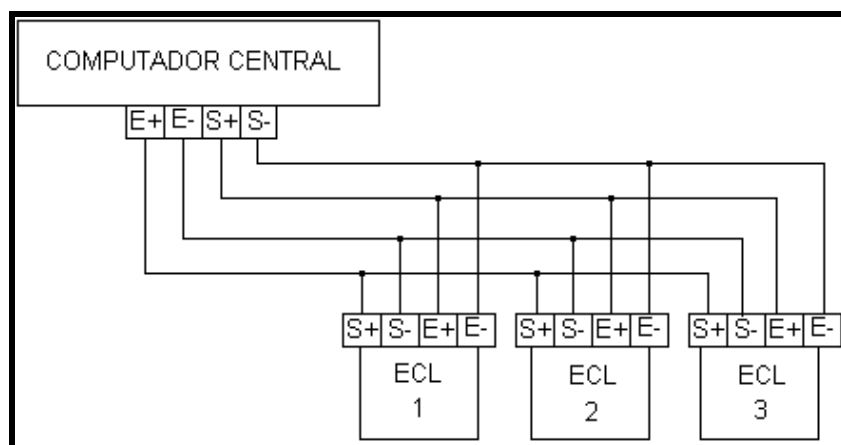 COMPUTADOR CENTRAL
E+ E- S+ S-
S+ S- E+ E- S+ S- E+ E- S+ S- E+ E-
ECL ECL ECL
1 2 3